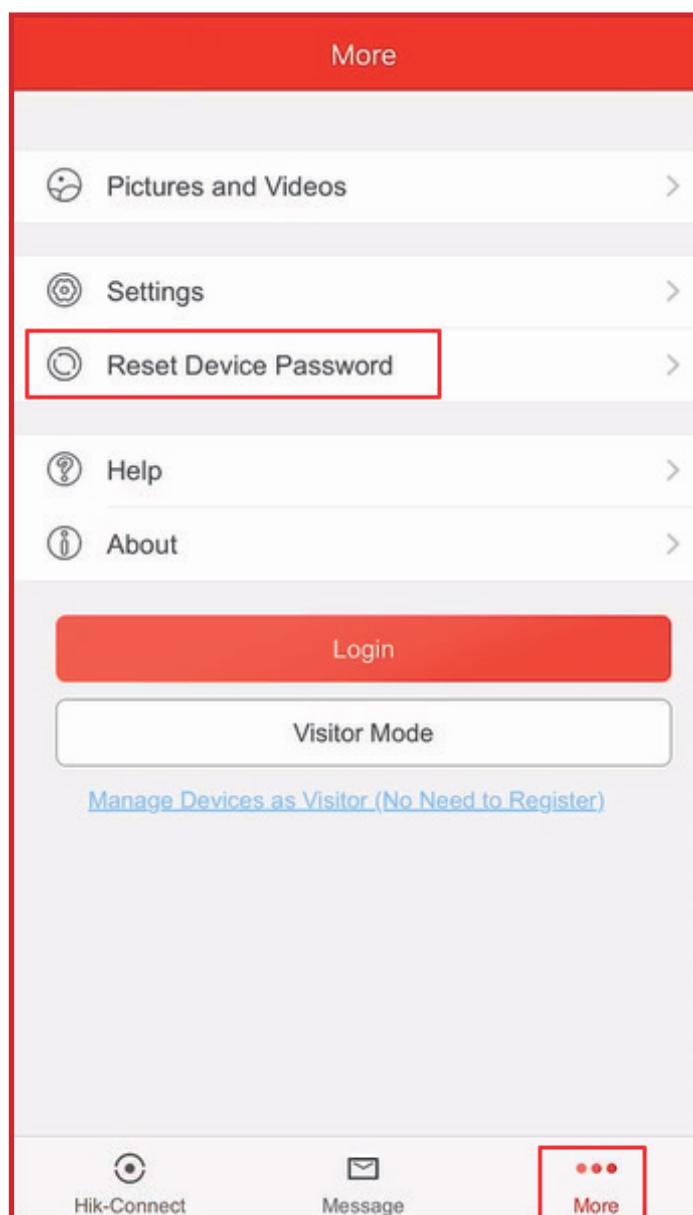 More
Pictures and Videos
Settings
Reset Device Password
Help
About
Login
Visitor Mode
Manage Devices as Visitor (No Need to Register)
Hik-Connect Message More